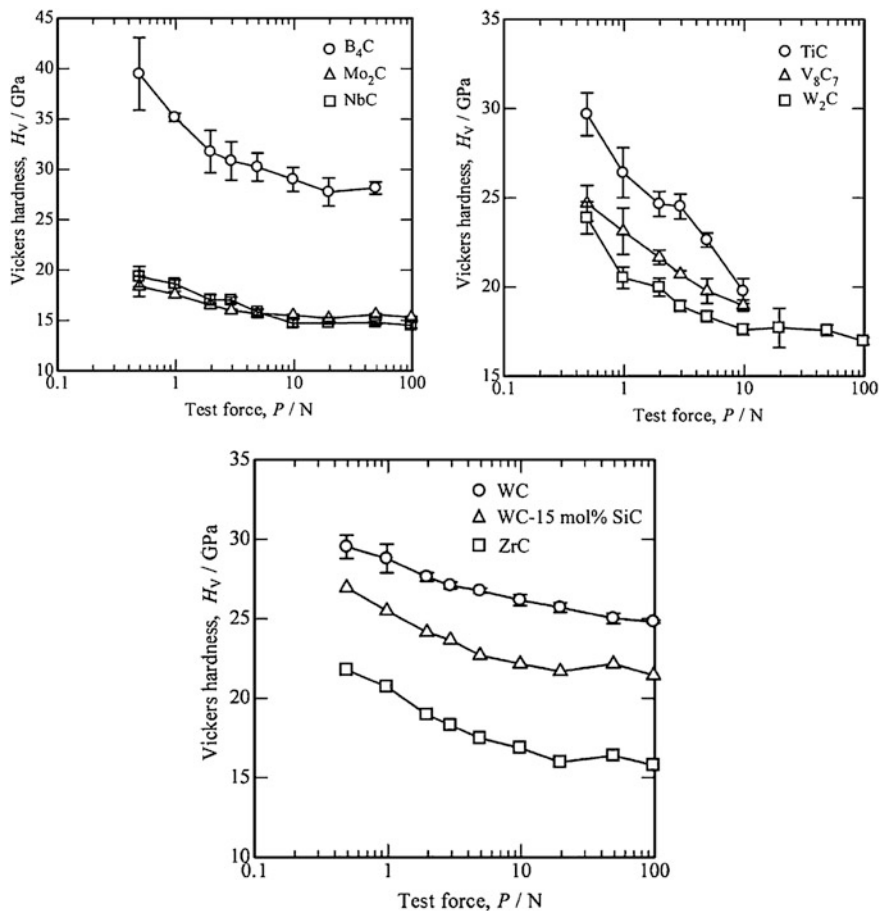 45
40
35
30
25
20
15
10
Vickers hardness, H_V / GPa
B₄C
Mo₂C
NbC
0.1
1
10
100
Test force, P / N
35
30
25
20
15
Vickers hardness, H_V / GPa
TiC
V₈C₇
W₂C
0.1
1
10
100
Test force, P / N
35
30
25
20
15
10
Vickers hardness, H_V / GPa
WC
WC-15 mol% SiC
ZrC
0.1
1
10
100
Test force, P / N